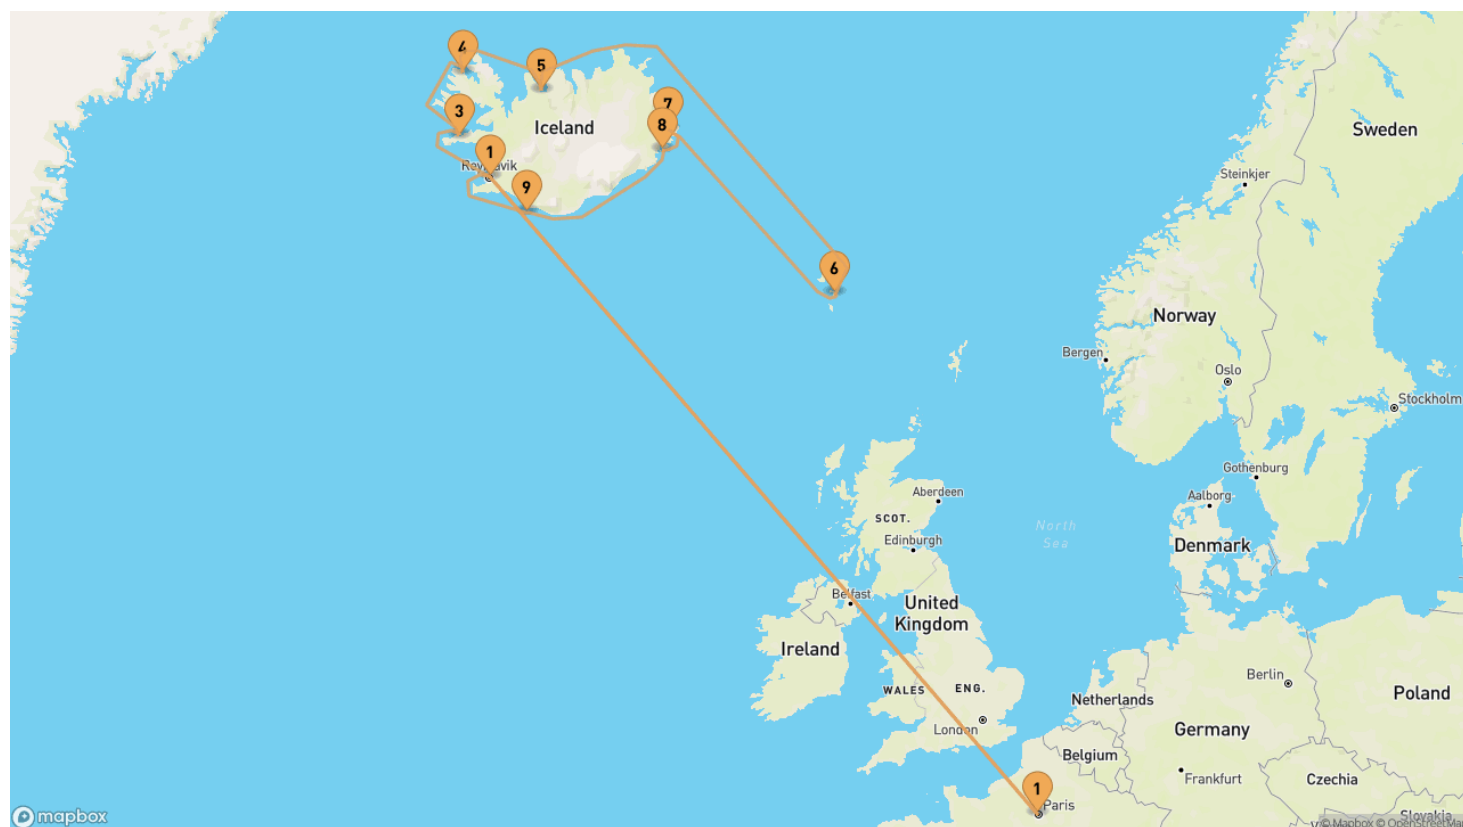 4
5
7
3
8
Iceland
Sweden
1
Reykjavik
Steinkjer
9
6
Norway
Bergen
Oslo
Stockholm
Gothenburg
Aberdeen
Aalborg
SCOT.
North
Sea
Edinburgh
Denmark
Belfast
United
Kingdom
Ireland
Berlin
WALES
ENG.
Netherlands
Poland
London
Germany
Belgium
Frankfurt
Czechia
1
Paris
mapbox
Slovakia
© Mapbox © OpenStreetMap